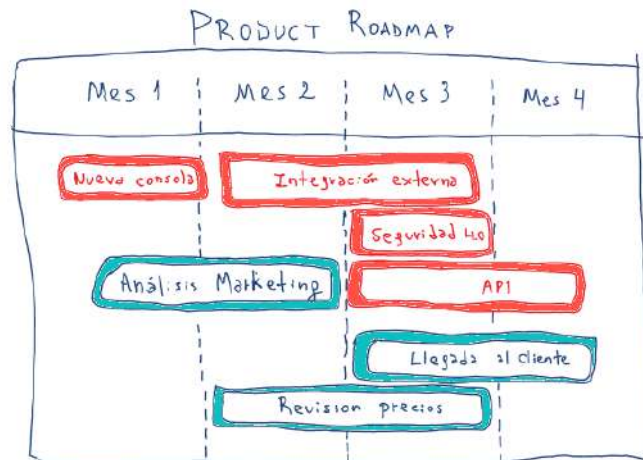 PRODUCT ROADMAP
Mes 1 Mes 2 Mes 3 Mes 4
Nueva consola Integración externa
Seguridad 4.0
Análisis Marketing API
Llegada al cliente
Revision precios